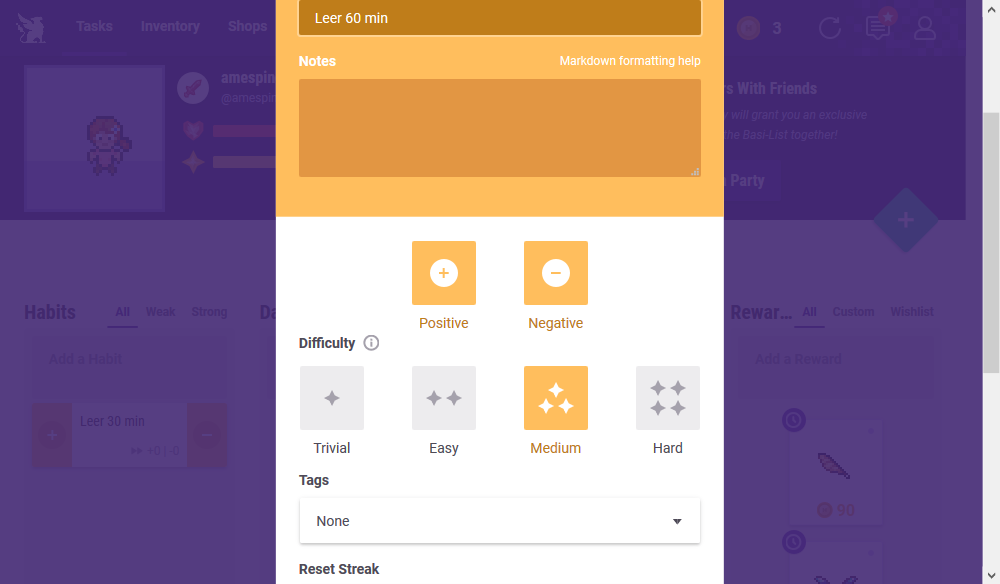 Tasks Inventory Shops 3
Leer 60 min
Notes Markdown formatting help
amespin
@amespin
s With Friends
will grant you an exclusive
the Basi-List together!
Party
Positive Negative
Habits All Weak Strong
Da
Rewar... All Custom Wishlist
Difficulty
Add a Habit
Add a Reward
Leer 30 min
+0 | -0
Trivial Easy Medium Hard
Tags
None
90
Reset Streak